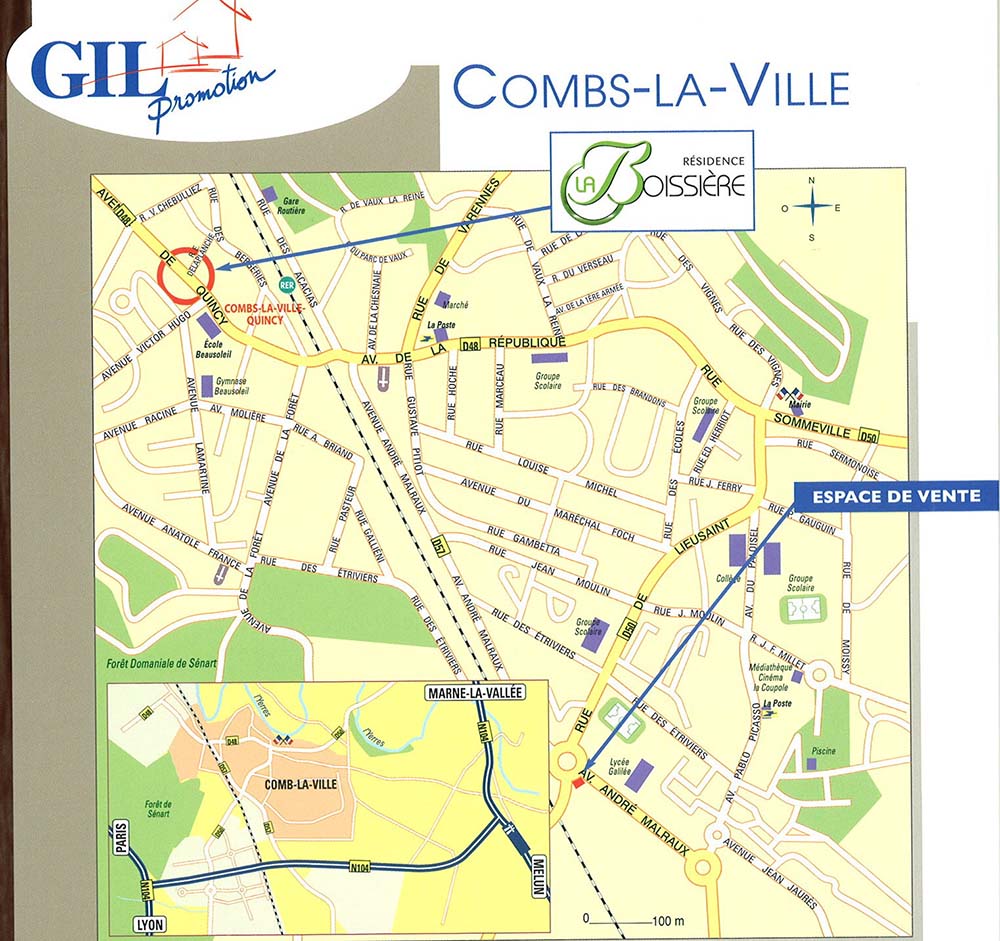 GIL
Promotion
COMBS-LA-VILLE
RÉSIDENCE
LA BOISSIÈRE
N
O E
S
AVE
D48
DE
QUINCY
R. V. CHEBULLIEZ
RUE DES BERGERIES
RUE DELAPLANCHE
Gare
Routière
RUE DES ACACIAS
RER
COMBS-LA-VILLE-
QUINCY
R. DE VAUX LA REINE
DU PARC DE VAUX
AV. DE LA CHESNAIE
RUE DE VARENNES
Marché
La Poste
RUE DE VAUX LA REINE
R. DU VERSEAU
AV. DE LA 1ÈRE ARMÉE
RUE DES VIGNES
RUE DES VIGNES
Mairie
AV. DE LA D48 RÉPUBLIQUE
RUE
SOMMEVILLE D50
RUE SERMONOISE
AVENUE VICTOR HUGO
École
Beausoleil
Gymnase
Beausoleil
AVENUE LAMARTINE
AVENUE RACINE
AV. MOLIÈRE
RUE A. BRIAND
AVENUE DE LA FORÊT
AVENUE ANDRÉ MALRAUX
RUE GUSTAVE PITIOT
RUE HOCHE
RUE MARCEAU
Groupe
Scolaire
RUE DES BRANDONS
Groupe
Scolaire
RUE ED. HERRIOT
RUE DES ECOLES
RUE J. FERRY
RUE LOUISE MICHEL
AVENUE DU MARÉCHAL FOCH
RUE GAMBETTA
RUE JEAN MOULIN
RUE J. MOULIN
ESPACE DE VENTE
GAUGUIN
LIEUSAINT
DE
D50
RUE
Collège
AV. DU PALOISEL
Groupe
Scolaire
RUE DE MOISSY
AVENUE ANATOLE FRANCE
RUE PASTEUR
RUE GALLIÉNI
RUE DES ÉTRIVIERS
RUE DES ÉTRIVIERS
AVENUE DE LA FORÊT
AVENUE
D57
AV. ANDRÉ MALRAUX
RUE DES ÉTRIVIERS
Groupe
Scolaire
R. J. F. MILLET
Médiathèque
Cinéma
la Coupole
La Poste
RUE DES ÉTRIVIERS
AV. PABLO PICASSO
Piscine
Lycée
Galilée
AV. ANDRÉ MALRAUX
AVENUE JEAN JAURÈS
Forêt Domaniale de Sénart
MARNE-LA-VALLÉE
N104
l'Yerres
l'Yerres
D48
COMB-LA-VILLE
Forêt de
Sénart
PARIS
N104
N104
LYON
MELUN
0 100 m